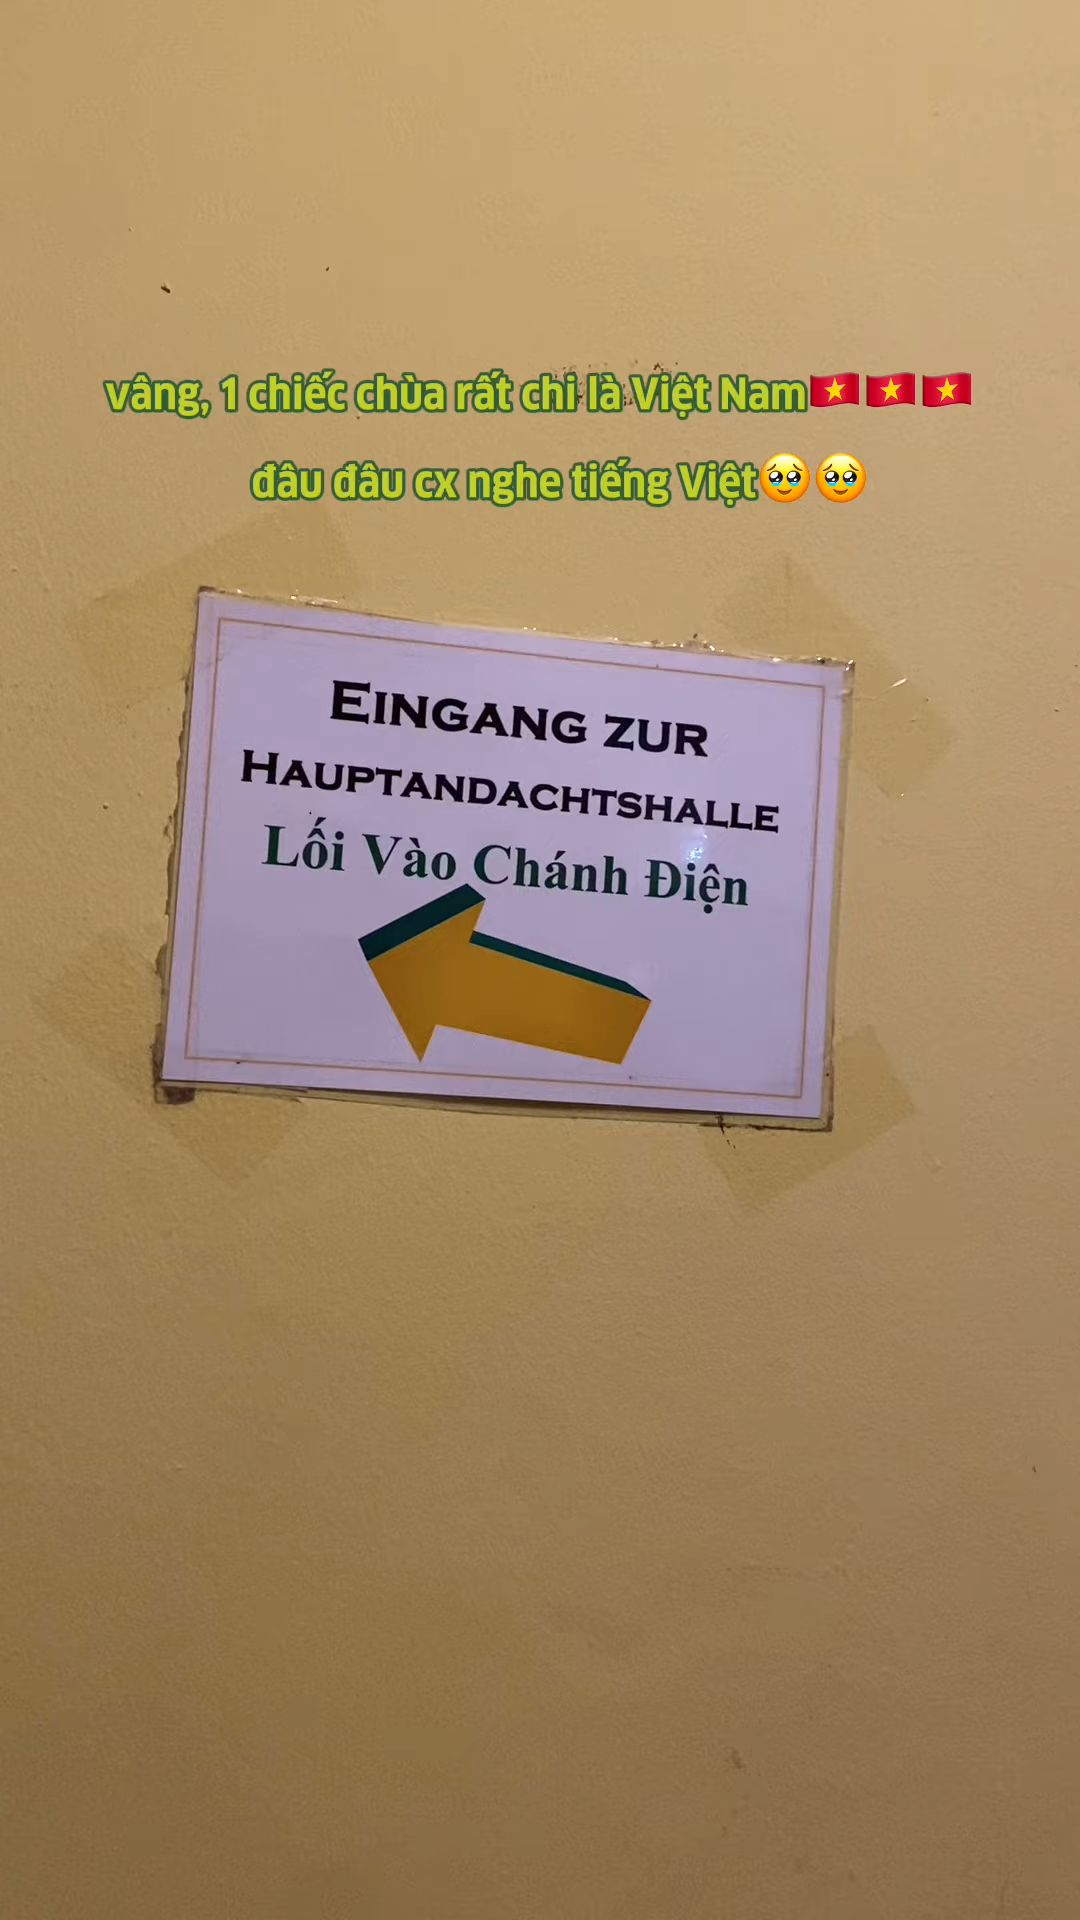 vâng, 1 chiếc chùa rất chi là Việt Nam🇻🇳🇻🇳🇻🇳
đâu đâu cx nghe tiếng Việt🥹🥹
EINGANG ZUR
HAUPTANDACHTSHALLE
Lối Vào Chánh Điện